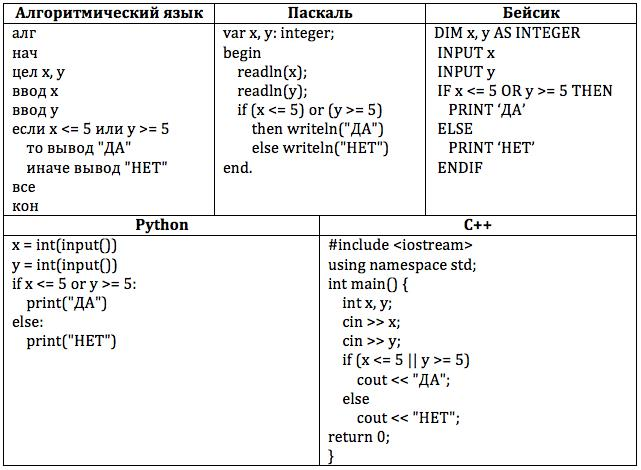 Алгоритмический язык
алг
нач
цел x, y
ввод x
ввод y
если x <= 5 или y >= 5
то вывод "ДА"
иначе вывод "НЕТ"
все
кон
Паскаль
var x, y: integer;
begin
readln(x);
readln(y);
if (x <= 5) or (y >= 5)
then writeln("ДА")
else writeln("НЕТ")
end.
Бейсик
DIM x, y AS INTEGER
INPUT x
INPUT y
IF x <= 5 OR y >= 5 THEN
PRINT ‘ДА’
ELSE
PRINT ‘НЕТ’
ENDIF
Python
x = int(input())
y = int(input())
if x <= 5 or y >= 5:
print("ДА")
else:
print("НЕТ")
C++
#include <iostream>
using namespace std;
int main() {
int x, y;
cin >> x;
cin >> y;
if (x <= 5 || y >= 5)
cout << "ДА";
else
cout << "НЕТ";
return 0;
}